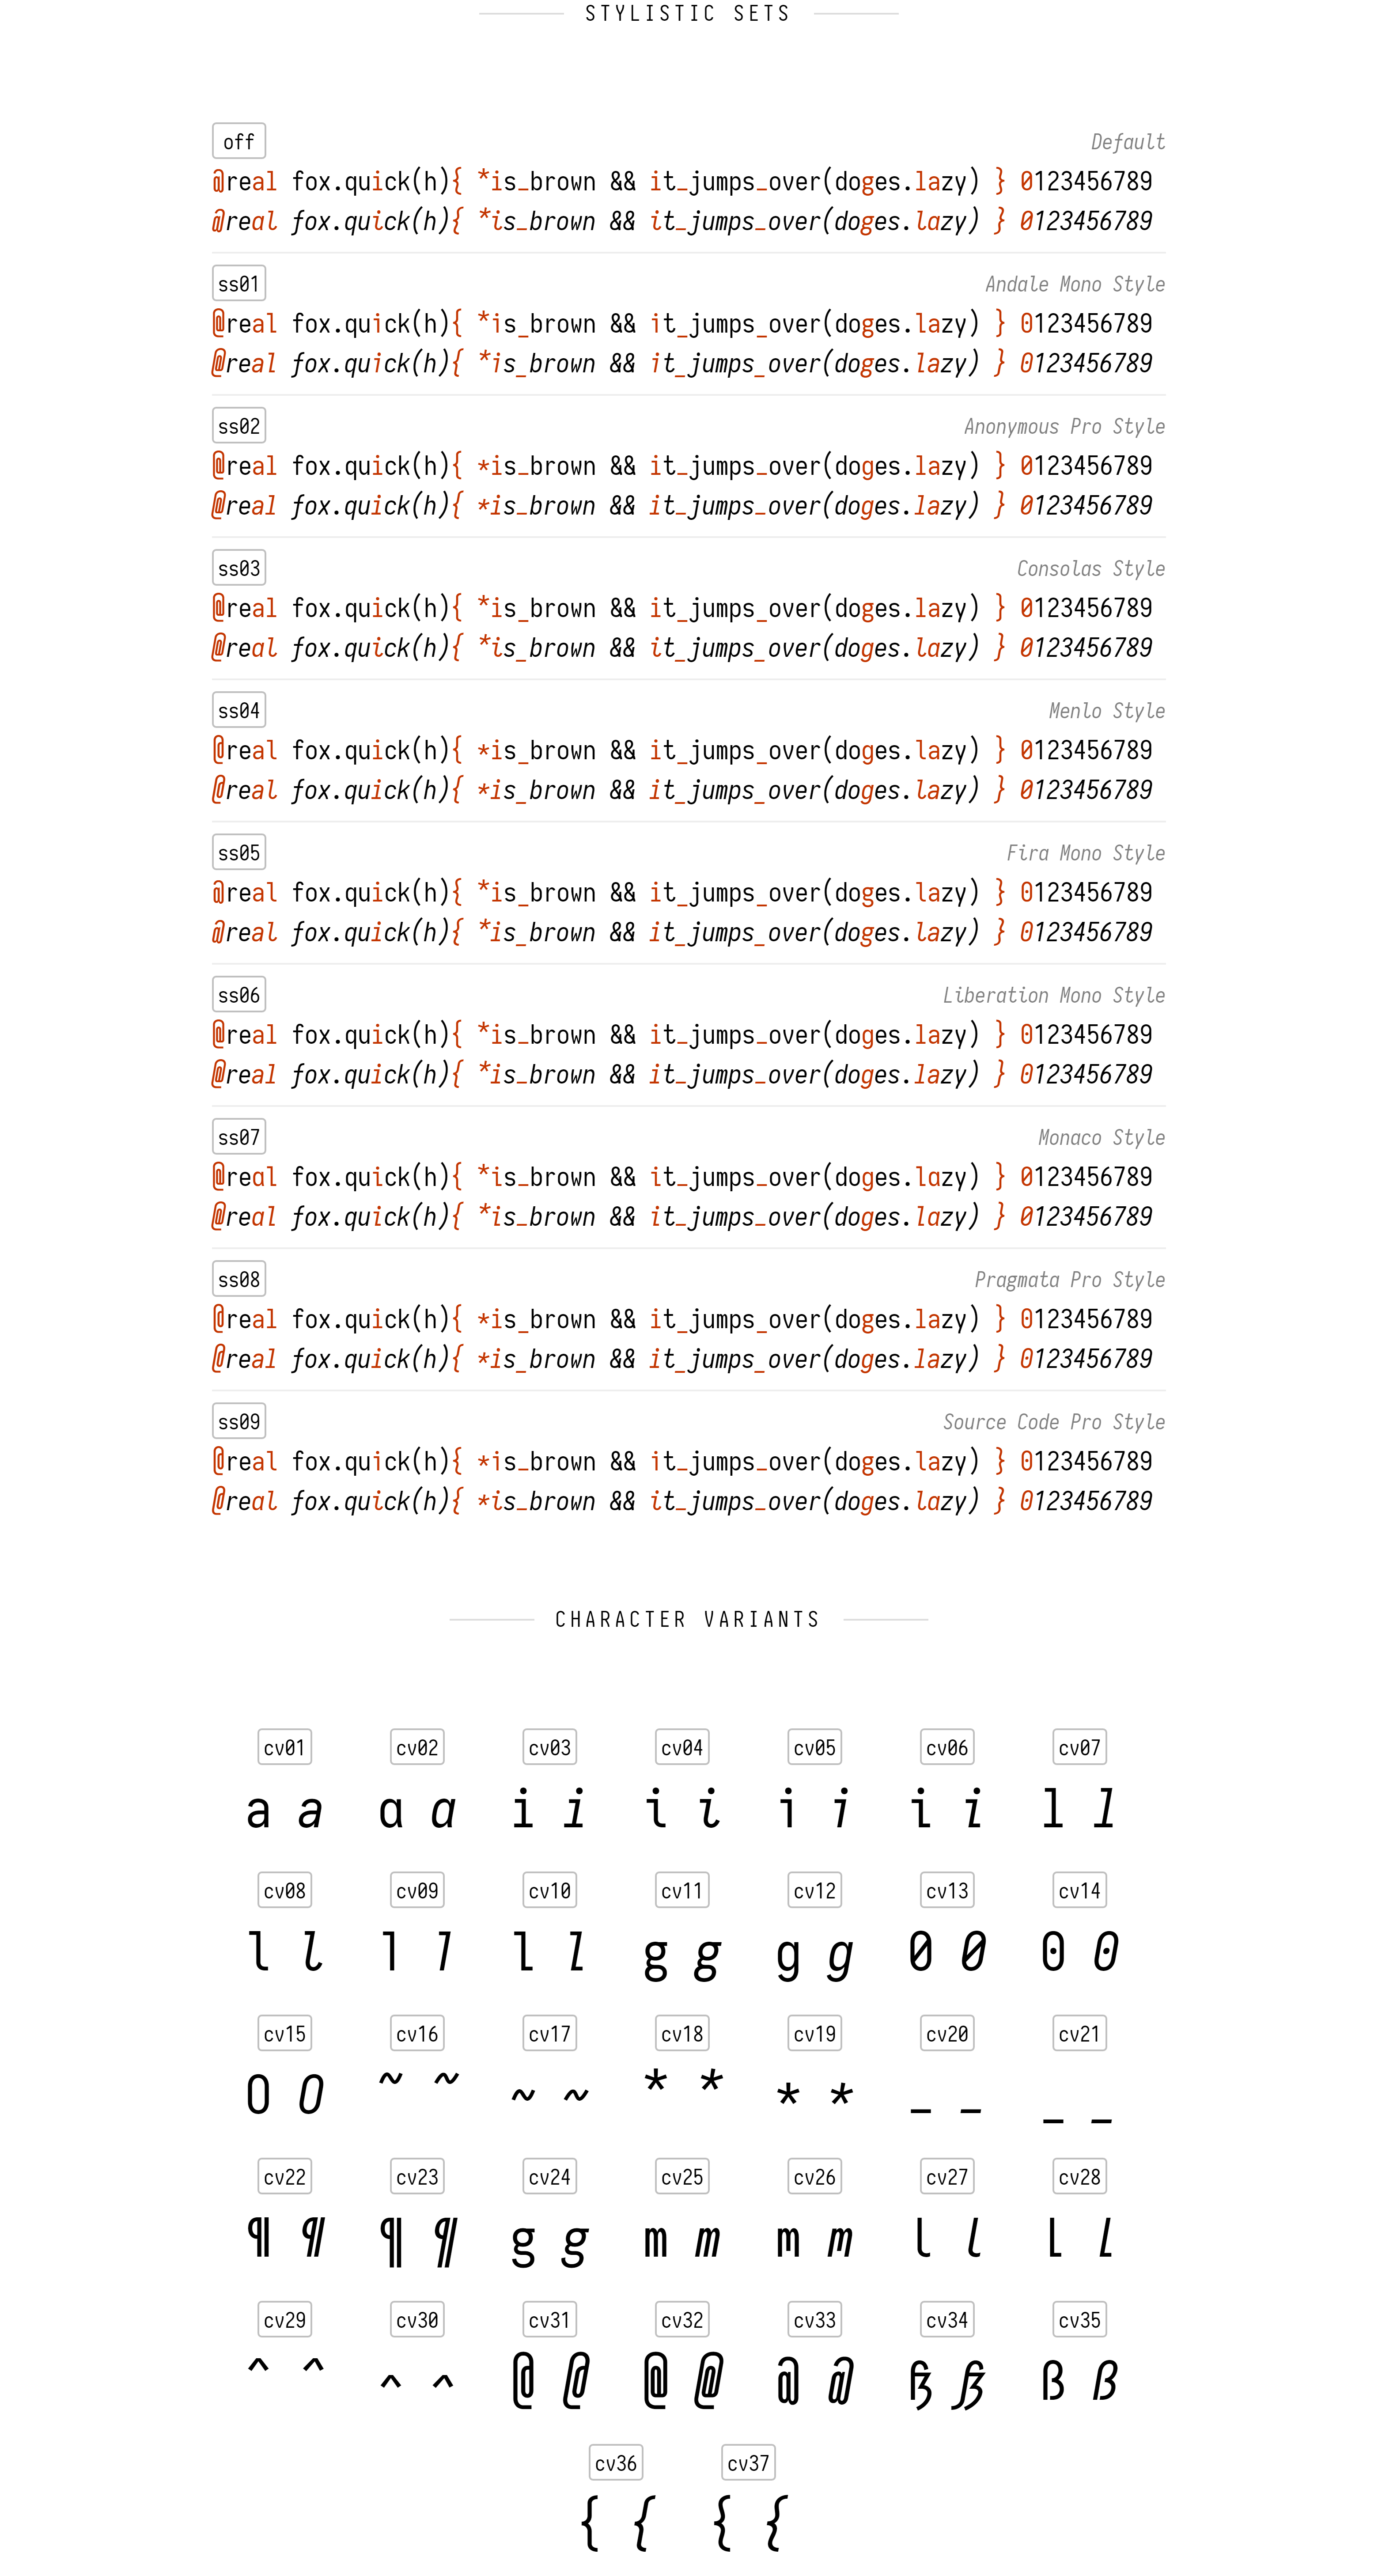 STYLISTIC SETS
off Default
@real fox.quick(h){ *is_brown && it_jumps_over(doges.lazy) } 0123456789
@real fox.quick(h){ *is_brown && it_jumps_over(doges.lazy) } 0123456789
ss01 Andale Mono Style
@real fox.quick(h){ *is_brown && it_jumps_over(doges.lazy) } 0123456789
@real fox.quick(h){ *is_brown && it_jumps_over(doges.lazy) } 0123456789
ss02 Anonymous Pro Style
@real fox.quick(h){ *is_brown && it_jumps_over(doges.lazy) } 0123456789
@real fox.quick(h){ *is_brown && it_jumps_over(doges.lazy) } 0123456789
ss03 Consolas Style
@real fox.quick(h){ *is_brown && it_jumps_over(doges.lazy) } 0123456789
@real fox.quick(h){ *is_brown && it_jumps_over(doges.lazy) } 0123456789
ss04 Menlo Style
@real fox.quick(h){ *is_brown && it_jumps_over(doges.lazy) } 0123456789
@real fox.quick(h){ *is_brown && it_jumps_over(doges.lazy) } 0123456789
ss05 Fira Mono Style
@real fox.quick(h){ *is_brown && it_jumps_over(doges.lazy) } 0123456789
@real fox.quick(h){ *is_brown && it_jumps_over(doges.lazy) } 0123456789
ss06 Liberation Mono Style
@real fox.quick(h){ *is_brown && it_jumps_over(doges.lazy) } 0123456789
@real fox.quick(h){ *is_brown && it_jumps_over(doges.lazy) } 0123456789
ss07 Monaco Style
@real fox.quick(h){ *is_brown && it_jumps_over(doges.lazy) } 0123456789
@real fox.quick(h){ *is_brown && it_jumps_over(doges.lazy) } 0123456789
ss08 Pragmata Pro Style
@real fox.quick(h){ *is_brown && it_jumps_over(doges.lazy) } 0123456789
@real fox.quick(h){ *is_brown && it_jumps_over(doges.lazy) } 0123456789
ss09 Source Code Pro Style
@real fox.quick(h){ *is_brown && it_jumps_over(doges.lazy) } 0123456789
@real fox.quick(h){ *is_brown && it_jumps_over(doges.lazy) } 0123456789
CHARACTER VARIANTS
cv01 cv02 cv03 cv04 cv05 cv06 cv07
a a a a i i i i i i i i l l
cv08 cv09 cv10 cv11 cv12 cv13 cv14
l l l l l l g g g g 0 0 0 0
cv15 cv16 cv17 cv18 cv19 cv20 cv21
0 0 ~ ~ ~ ~ * * * * _ _ _ _
cv22 cv23 cv24 cv25 cv26 cv27 cv28
¶ ¶ ¶ ¶ g g m m m m l l l l
cv29 cv30 cv31 cv32 cv33 cv34 cv35
^ ^ ^ ^ @ @ @ @ @ @ ß ß ß ß
cv36 cv37
{ { { {